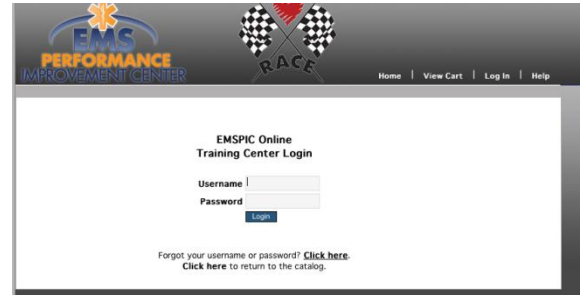 EMS
PERFORMANCE
IMPROVEMENT CENTER
RACE
Home | View Cart | Log In | Help
EMSPIC Online
Training Center Login
Username
Password
Login
Forgot your username or password? Click here.
Click here to return to the catalog.